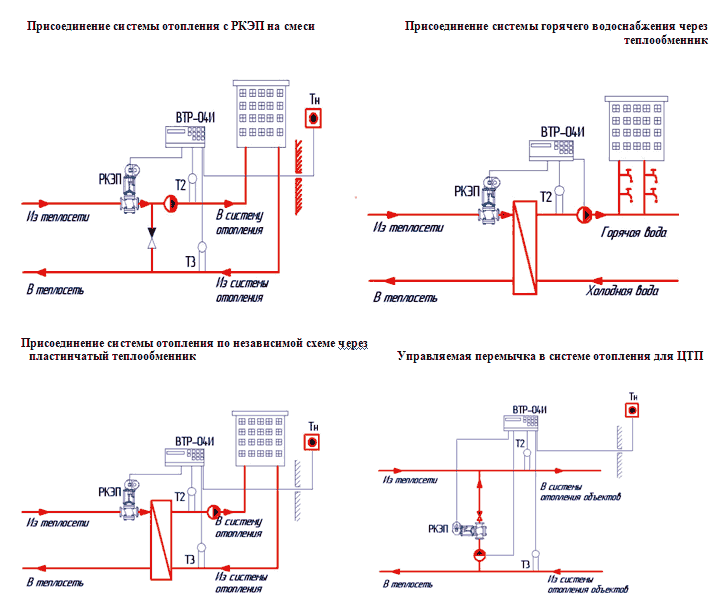 Присоединение системы отопления с РКЭП на смеси
ВТР-04И
Тн
РКЭП
Т2
Из теплосети
В систему
отопления
Т3
В теплосеть
Из системы
отопления
Присоединение системы горячего водоснабжения через
теплообменник
ВТР-04И
РКЭП
Т2
Из теплосети
Горячая вода
В теплосеть
Холодная вода
Присоединение системы отопления по независимой схеме через
пластинчатый теплообменник
ВТР-04И
Тн
РКЭП
Т2
Из теплосети
В систему
отопления
Т3
В теплосеть
Из системы
отопления
Управляемая перемычка в системе отопления для ЦТП
ВТР-04И
Тн
Т2
Из теплосети
В системы
отопления объектов
РКЭП
Т3
В теплосеть
Из системы
отопления объектов